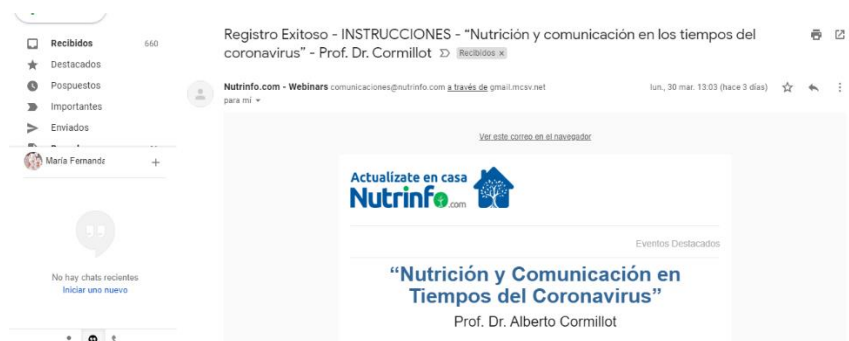 Recibidos 660
Destacados
Pospuestos
Importantes
Enviados
María Fernanda
No hay chats recientes
Iniciar uno nuevo
Registro Exitoso - INSTRUCCIONES - “Nutrición y comunicación en los tiempos del
coronavirus” - Prof. Dr. Cormillot Recibidos x
Nutrinfo.com - Webinars comunicaciones@nutrinfo.com a través de gmail.mcsv.net lun., 30 mar. 13:03 (hace 3 días)
para mí
Ver este correo en el navegador
Actualízate en casa
Nutrinfo.com
Eventos Destacados
“Nutrición y Comunicación en
Tiempos del Coronavirus”
Prof. Dr. Alberto Cormillot